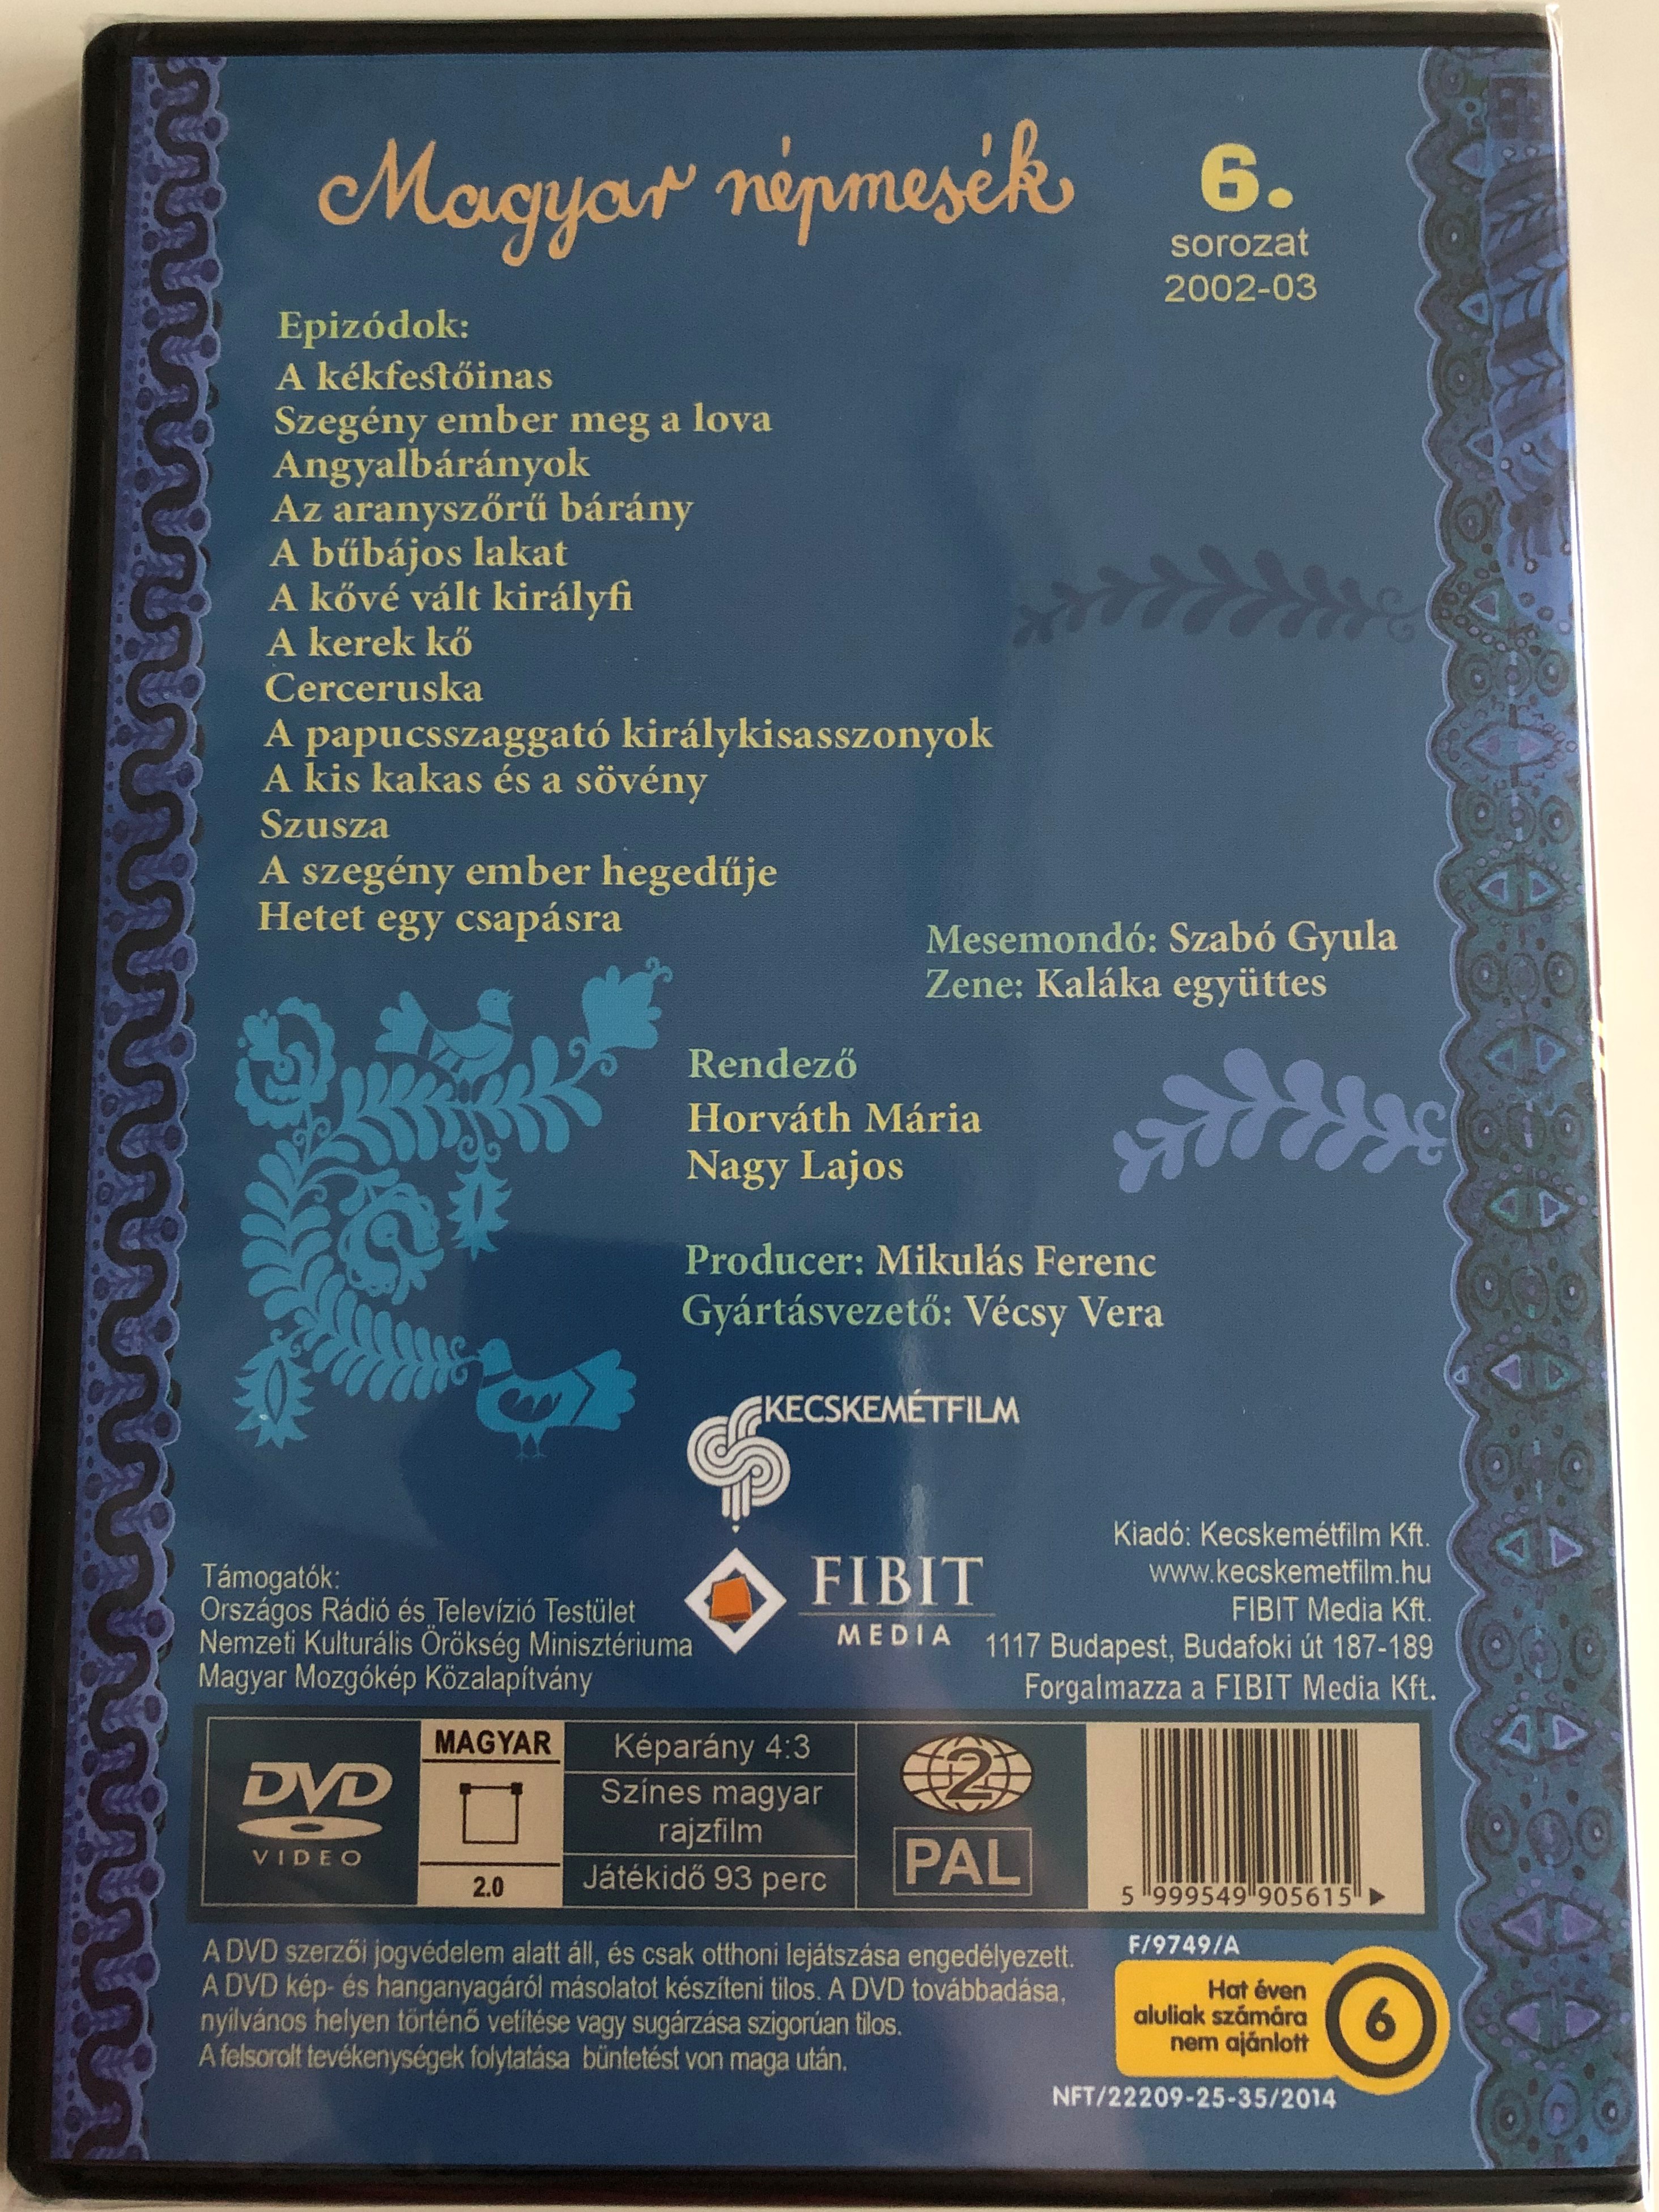 Magyar népmesék
6.
sorozat
2002-03
Epizódok:
A kékfestőinas
Szegény ember meg a lova
Angyalbárányok
Az aranyszőrű bárány
A bűbájos lakat
A kővé vált királyfi
A kerek kő
Cerceruska
A papucsszaggató királykisasszonyok
A kis kakas és a sövény
Szusza
A szegény ember hegedűje
Hetet egy csapásra
Mesemondó: Szabó Gyula
Zene: Kaláka együttes
Rendező
Horváth Mária
Nagy Lajos
Producer: Mikulás Ferenc
Gyártásvezető: Vécsy Vera
KECSKEMÉTFILM
Támogatók:
Országos Rádió és Televízió Testület
Nemzeti Kulturális Örökség Minisztériuma
Magyar Mozgókép Közalapítvány
FIBIT
MEDIA
Kiadó: Kecskemétfilm Kft.
www.kecskemetfilm.hu
FIBIT Media Kft.
1117 Budapest, Budafoki út 187-189
Forgalmazza a FIBIT Media Kft.
DVD
VIDEO
MAGYAR
2.0
Képarány 4:3
Színes magyar
rajzfilm
Játékidő 93 perc
2
PAL
5 999549 905615
A DVD szerzői jogvédelem alatt áll, és csak otthoni lejátszása engedélyezett.
A DVD kép- és hanganyagáról másolatot készíteni tilos. A DVD továbbadása,
nyilvános helyen történő vetítése vagy sugárzása szigorúan tilos.
A felsorolt tevékenységek folytatása büntetést von maga után.
F/9749/A
Hat éven
aluliak számára
nem ajánlott
6
NFT/22209-25-35/2014